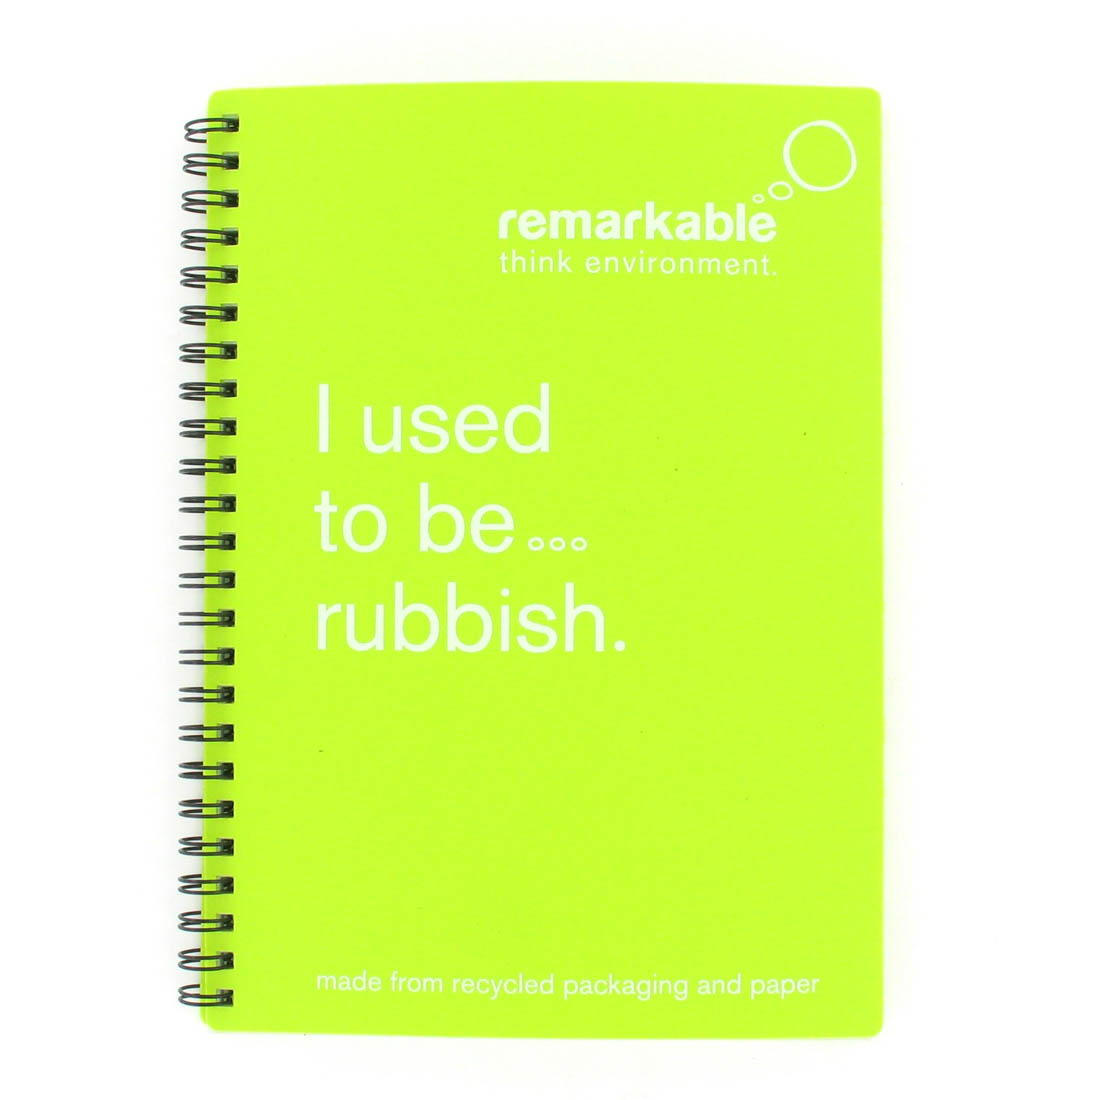 remarkable
think environment.
I used
to be...
rubbish.
made from recycled packaging and paper